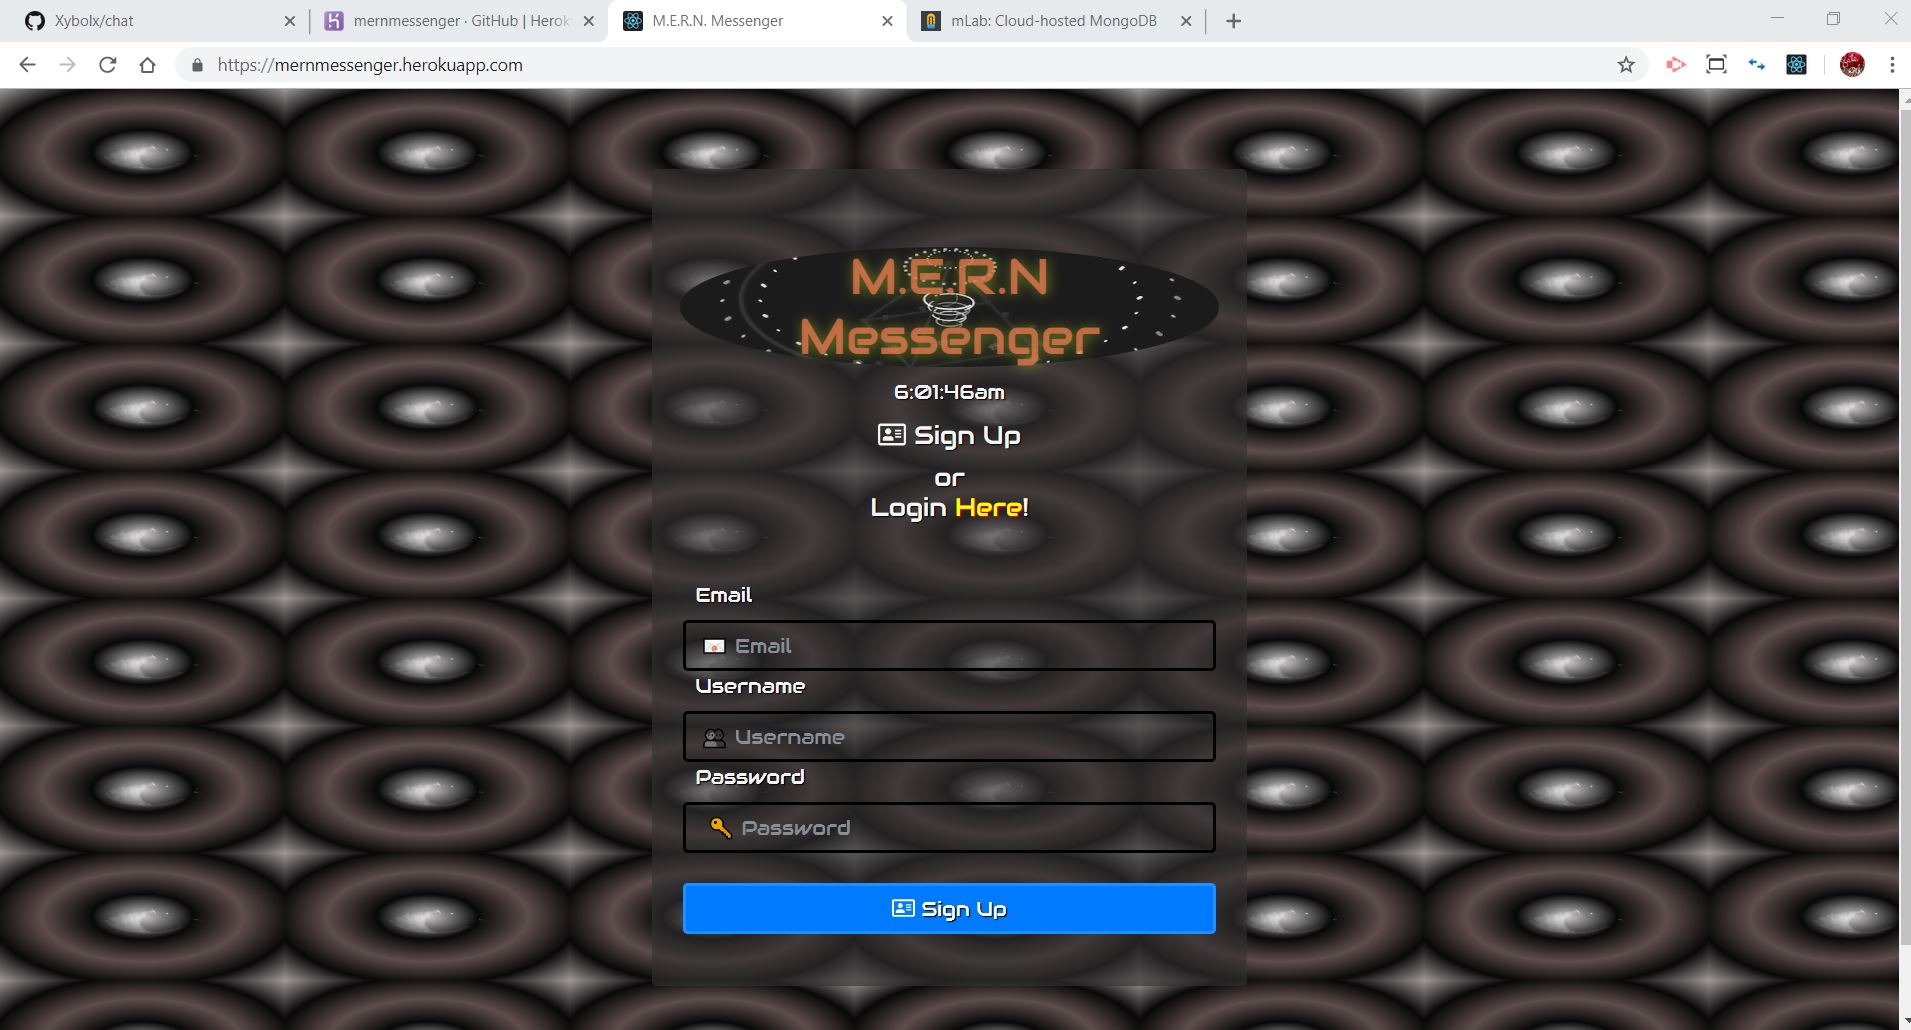 Xybolx/chat
mernmessenger · GitHub | Herok
M.E.R.N. Messenger
mLab: Cloud-hosted MongoDB
https://mernmessenger.herokuapp.com
M.E.R.N
Messenger
6:01:46am
Sign Up
or
Login Here!
Email
Email
Username
Username
Password
Password
Sign Up